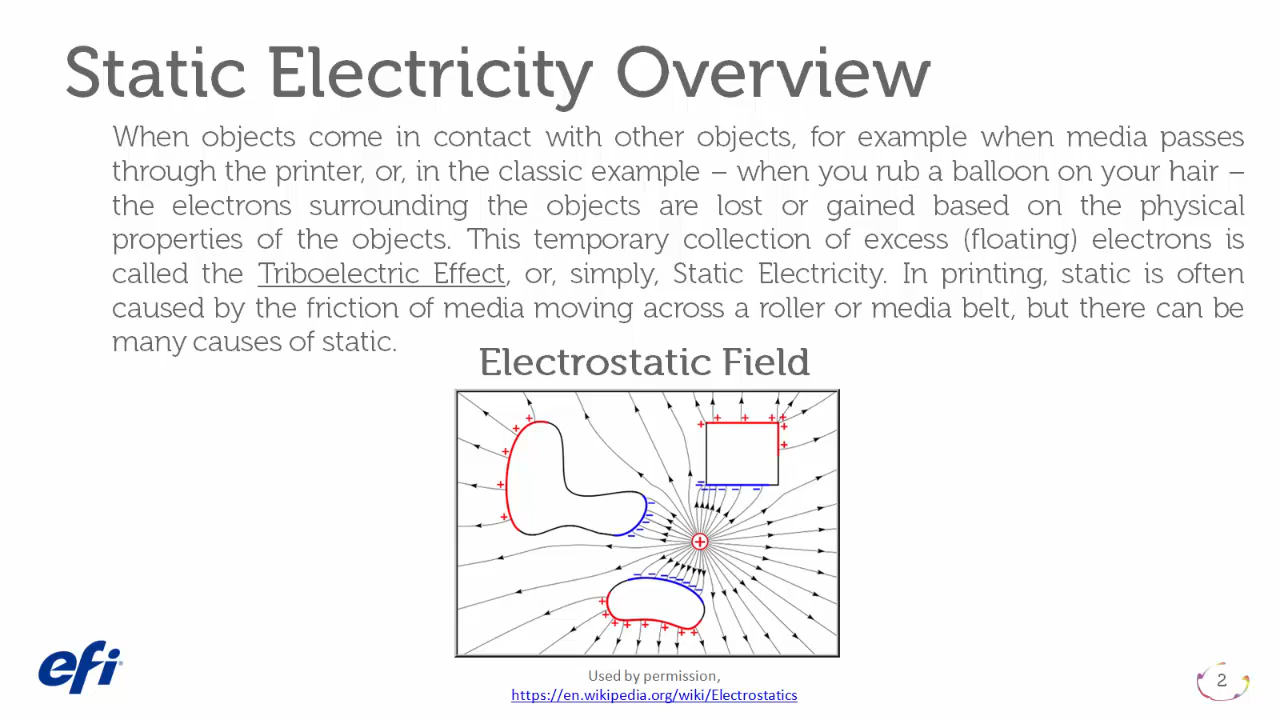 Static Electricity Overview
When objects come in contact with other objects, for example when media passes
through the printer, or, in the classic example – when you rub a balloon on your hair –
the electrons surrounding the objects are lost or gained based on the physical
properties of the objects. This temporary collection of excess (floating) electrons is
called the Triboelectric Effect, or, simply, Static Electricity. In printing, static is often
caused by the friction of media moving across a roller or media belt, but there can be
many causes of static.
Electrostatic Field
efi
Used by permission,
https://en.wikipedia.org/wiki/Electrostatics
2